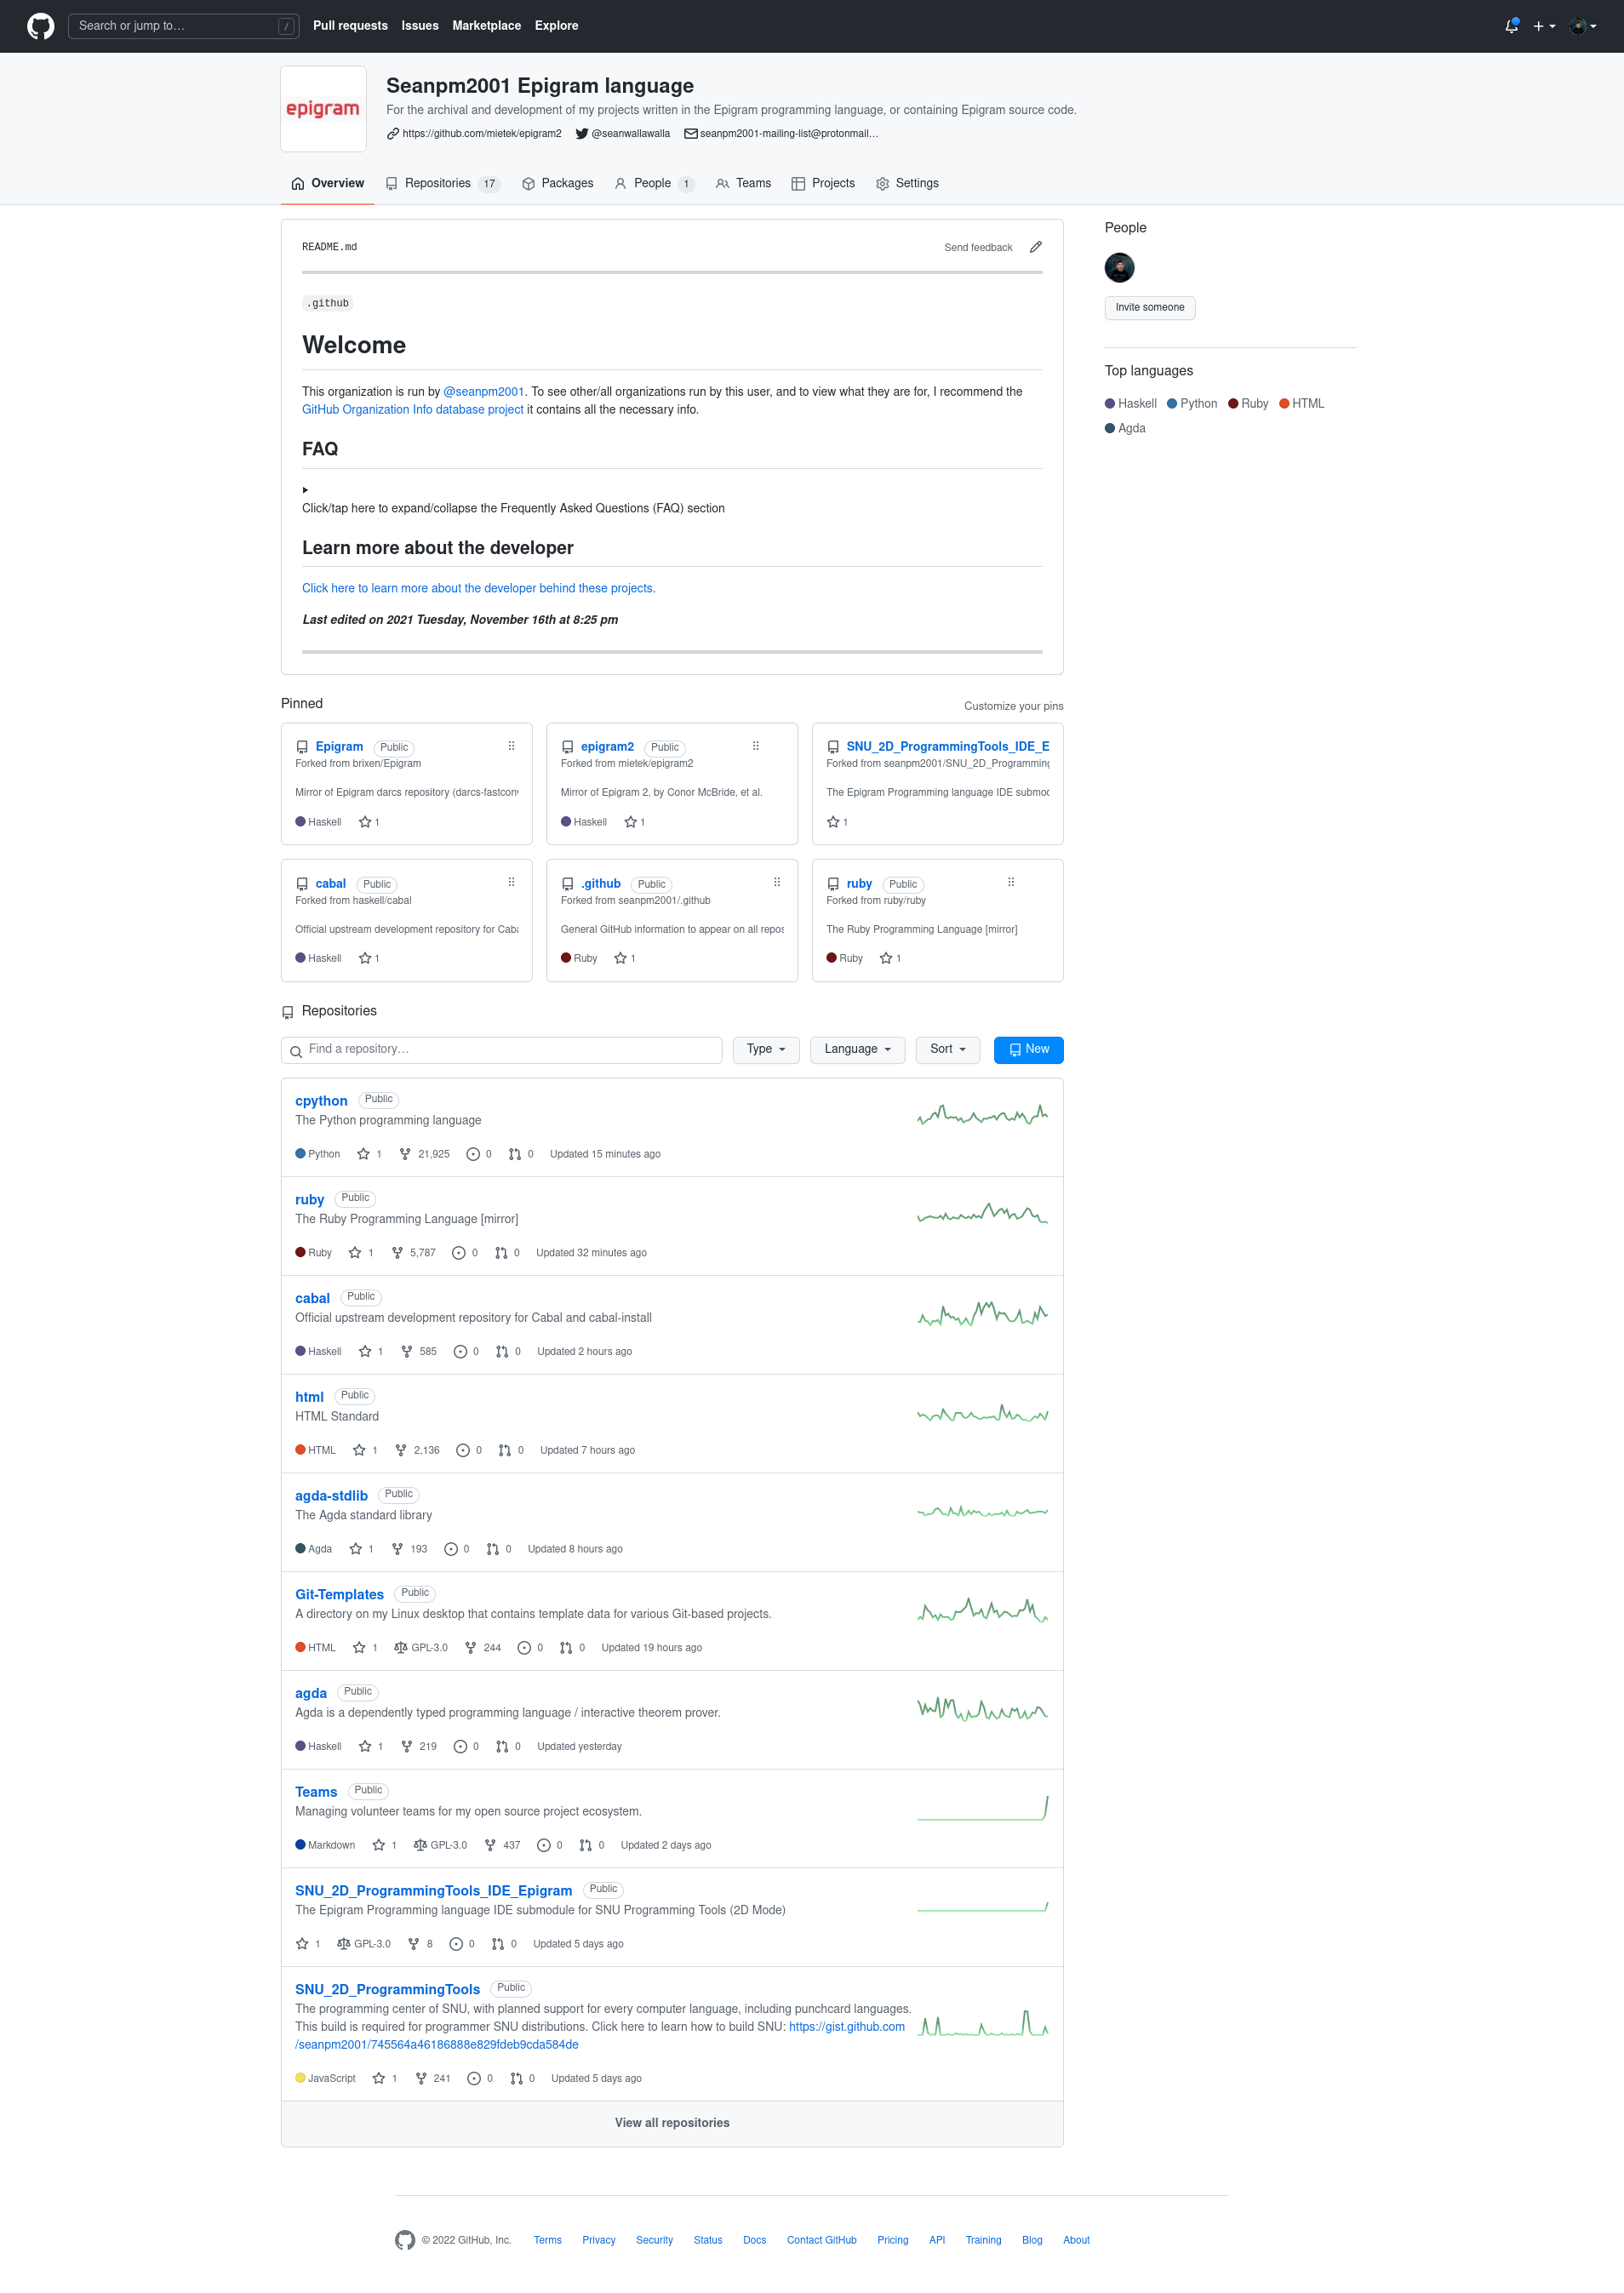 Search or jump to… /
Pull requests Issues Marketplace Explore
epigram
Seanpm2001 Epigram language
For the archival and development of my projects written in the Epigram programming language, or containing Epigram source code.
https://github.com/mietek/epigram2 @seanwallawalla seanpm2001-mailing-list@protonmail…
Overview Repositories 17 Packages People 1 Teams Projects Settings
README.md Send feedback
.github
Welcome
This organization is run by @seanpm2001. To see other/all organizations run by this user, and to view what they are for, I recommend the
GitHub Organization Info database project it contains all the necessary info.
FAQ
Click/tap here to expand/collapse the Frequently Asked Questions (FAQ) section
Learn more about the developer
Click here to learn more about the developer behind these projects.
Last edited on 2021 Tuesday, November 16th at 8:25 pm
People
Invite someone
Top languages
Haskell Python Ruby HTML
Agda
Pinned Customize your pins
Epigram Public
Forked from brixen/Epigram
Mirror of Epigram darcs repository (darcs-fastconv
Haskell 1
epigram2 Public
Forked from mietek/epigram2
Mirror of Epigram 2, by Conor McBride, et al.
Haskell 1
SNU_2D_ProgrammingTools_IDE_E
Forked from seanpm2001/SNU_2D_Programming
The Epigram Programming language IDE submod
1
cabal Public
Forked from haskell/cabal
Official upstream development repository for Caba
Haskell 1
.github Public
Forked from seanpm2001/.github
General GitHub information to appear on all repos
Ruby 1
ruby Public
Forked from ruby/ruby
The Ruby Programming Language [mirror]
Ruby 1
Repositories
Find a repository… Type Language Sort New
cpython Public
The Python programming language
Python 1 21,925 0 0 Updated 15 minutes ago
ruby Public
The Ruby Programming Language [mirror]
Ruby 1 5,787 0 0 Updated 32 minutes ago
cabal Public
Official upstream development repository for Cabal and cabal-install
Haskell 1 585 0 0 Updated 2 hours ago
html Public
HTML Standard
HTML 1 2,136 0 0 Updated 7 hours ago
agda-stdlib Public
The Agda standard library
Agda 1 193 0 0 Updated 8 hours ago
Git-Templates Public
A directory on my Linux desktop that contains template data for various Git-based projects.
HTML 1 GPL-3.0 244 0 0 Updated 19 hours ago
agda Public
Agda is a dependently typed programming language / interactive theorem prover.
Haskell 1 219 0 0 Updated yesterday
Teams Public
Managing volunteer teams for my open source project ecosystem.
Markdown 1 GPL-3.0 437 0 0 Updated 2 days ago
SNU_2D_ProgrammingTools_IDE_Epigram Public
The Epigram Programming language IDE submodule for SNU Programming Tools (2D Mode)
1 GPL-3.0 8 0 0 Updated 5 days ago
SNU_2D_ProgrammingTools Public
The programming center of SNU, with planned support for every computer language, including punchcard languages.
This build is required for programmer SNU distributions. Click here to learn how to build SNU: https://gist.github.com
/seanpm2001/745564a46186888e829fdeb9cda584de
JavaScript 1 241 0 0 Updated 5 days ago
View all repositories
© 2022 GitHub, Inc. Terms Privacy Security Status Docs Contact GitHub Pricing API Training Blog About